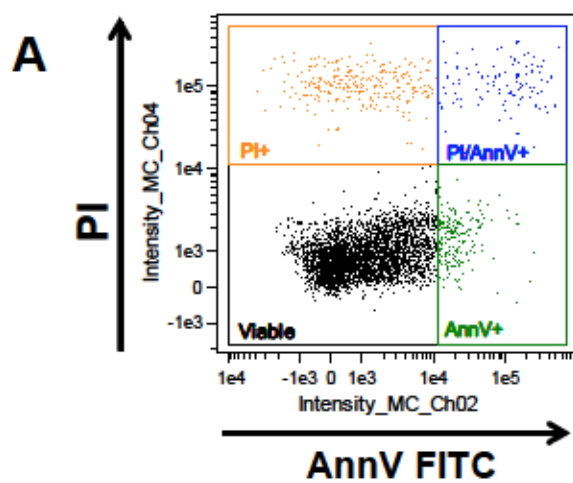 A
PI
Intensity_MC_Ch04
1e5
1e4
1e3
0
-1e3
PI+
PI/AnnV+
Viable
AnnV+
1e4 -1e3 0 1e3 1e4 1e5
Intensity_MC_Ch02
AnnV FITC